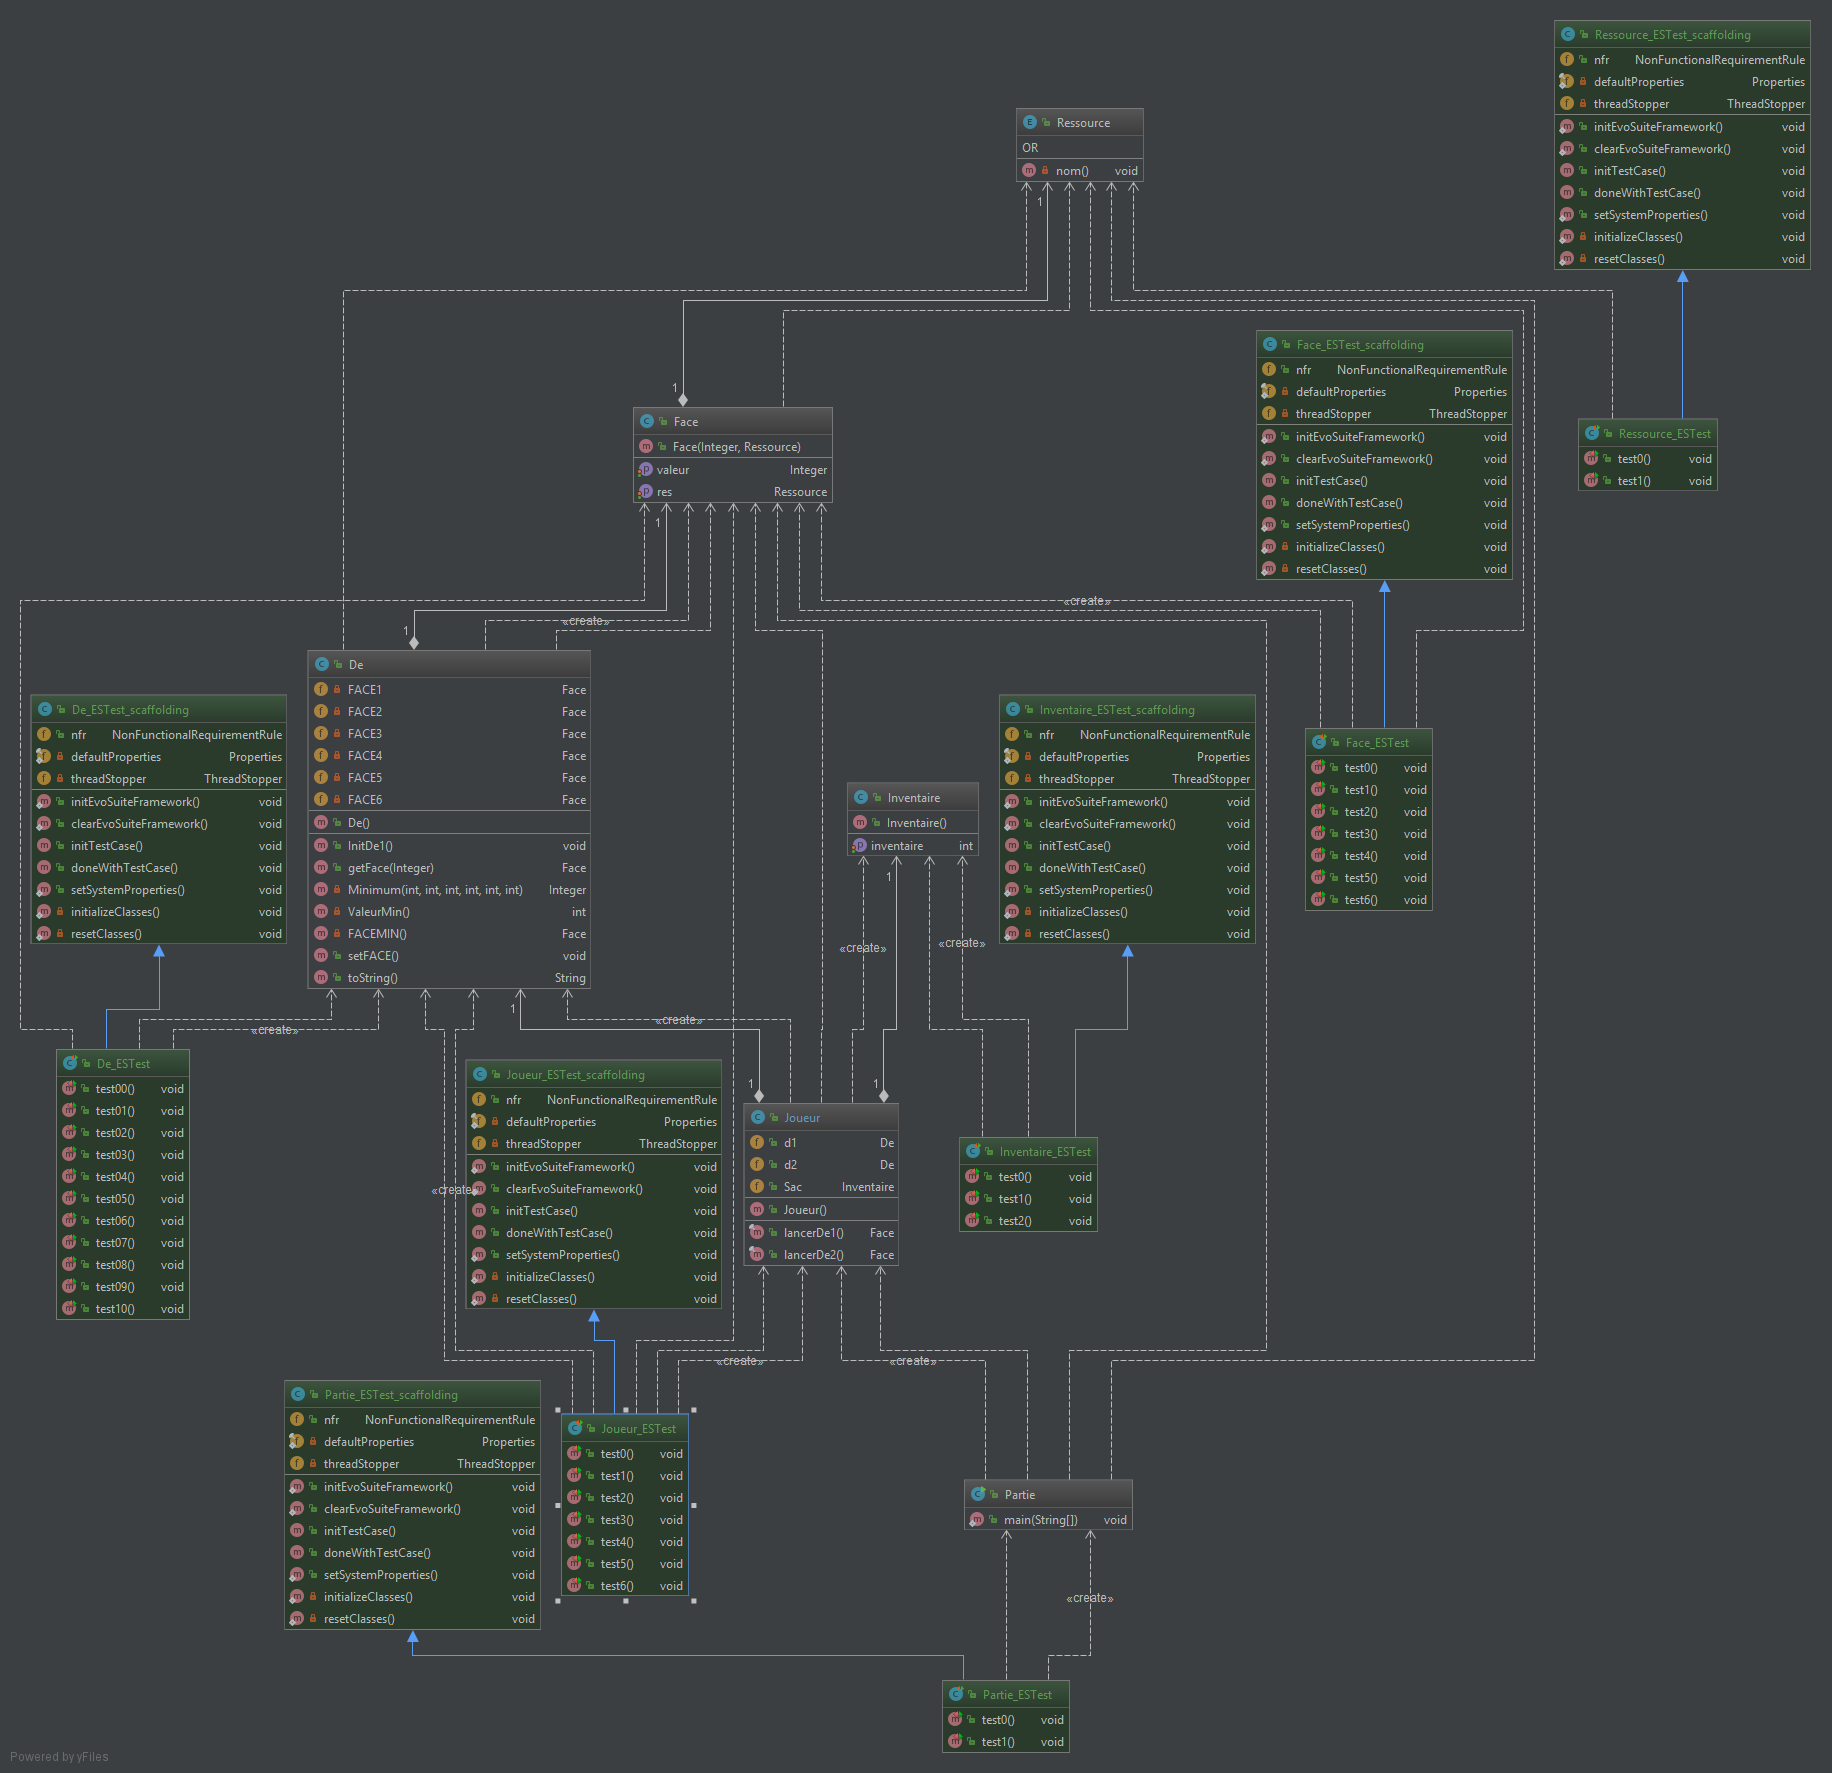 Ressource_ESTest_scaffolding
nfr NonFunctionalRequirementRule
defaultProperties Properties
threadStopper ThreadStopper
initEvoSuiteFramework() void
clearEvoSuiteFramework() void
initTestCase() void
doneWithTestCase() void
setSystemProperties() void
initializeClasses() void
resetClasses() void
Ressource
OR
nom() void
1
1
Face
Face(Integer, Ressource)
valeur Integer
res Ressource
1
Face_ESTest_scaffolding
nfr NonFunctionalRequirementRule
defaultProperties Properties
threadStopper ThreadStopper
initEvoSuiteFramework() void
clearEvoSuiteFramework() void
initTestCase() void
doneWithTestCase() void
setSystemProperties() void
initializeClasses() void
resetClasses() void
Ressource_ESTest
test0() void
test1() void
«create»
«create»
1
De
FACE1 Face
FACE2 Face
FACE3 Face
FACE4 Face
FACE5 Face
FACE6 Face
De()
InitDe1() void
getFace(Integer) Face
Minimum(int, int, int, int, int, int) Integer
ValeurMin() int
FACEMIN() Face
setFACE() void
toString() String
De_ESTest_scaffolding
nfr NonFunctionalRequirementRule
defaultProperties Properties
threadStopper ThreadStopper
initEvoSuiteFramework() void
clearEvoSuiteFramework() void
initTestCase() void
doneWithTestCase() void
setSystemProperties() void
initializeClasses() void
resetClasses() void
Inventaire
Inventaire()
inventaire int
1
«create»
«create»
Inventaire_ESTest_scaffolding
nfr NonFunctionalRequirementRule
defaultProperties Properties
threadStopper ThreadStopper
initEvoSuiteFramework() void
clearEvoSuiteFramework() void
initTestCase() void
doneWithTestCase() void
setSystemProperties() void
initializeClasses() void
resetClasses() void
Face_ESTest
test0() void
test1() void
test2() void
test3() void
test4() void
test5() void
test6() void
1
«create»
«create»
De_ESTest
test00() void
test01() void
test02() void
test03() void
test04() void
test05() void
test06() void
test07() void
test08() void
test09() void
test10() void
Joueur_ESTest_scaffolding
nfr NonFunctionalRequirementRule
defaultProperties Properties
threadStopper ThreadStopper
initEvoSuiteFramework() void
clearEvoSuiteFramework() void
initTestCase() void
doneWithTestCase() void
setSystemProperties() void
initializeClasses() void
resetClasses() void
«create»
1
1
Joueur
d1 De
d2 De
Sac Inventaire
Joueur()
lancerDe1() Face
lancerDe2() Face
Inventaire_ESTest
test0() void
test1() void
test2() void
«create»
«create»
Partie_ESTest_scaffolding
nfr NonFunctionalRequirementRule
defaultProperties Properties
threadStopper ThreadStopper
initEvoSuiteFramework() void
clearEvoSuiteFramework() void
initTestCase() void
doneWithTestCase() void
setSystemProperties() void
initializeClasses() void
resetClasses() void
Joueur_ESTest
test0() void
test1() void
test2() void
test3() void
test4() void
test5() void
test6() void
Partie
main(String[]) void
«create»
Partie_ESTest
test0() void
test1() void
Powered by yFiles